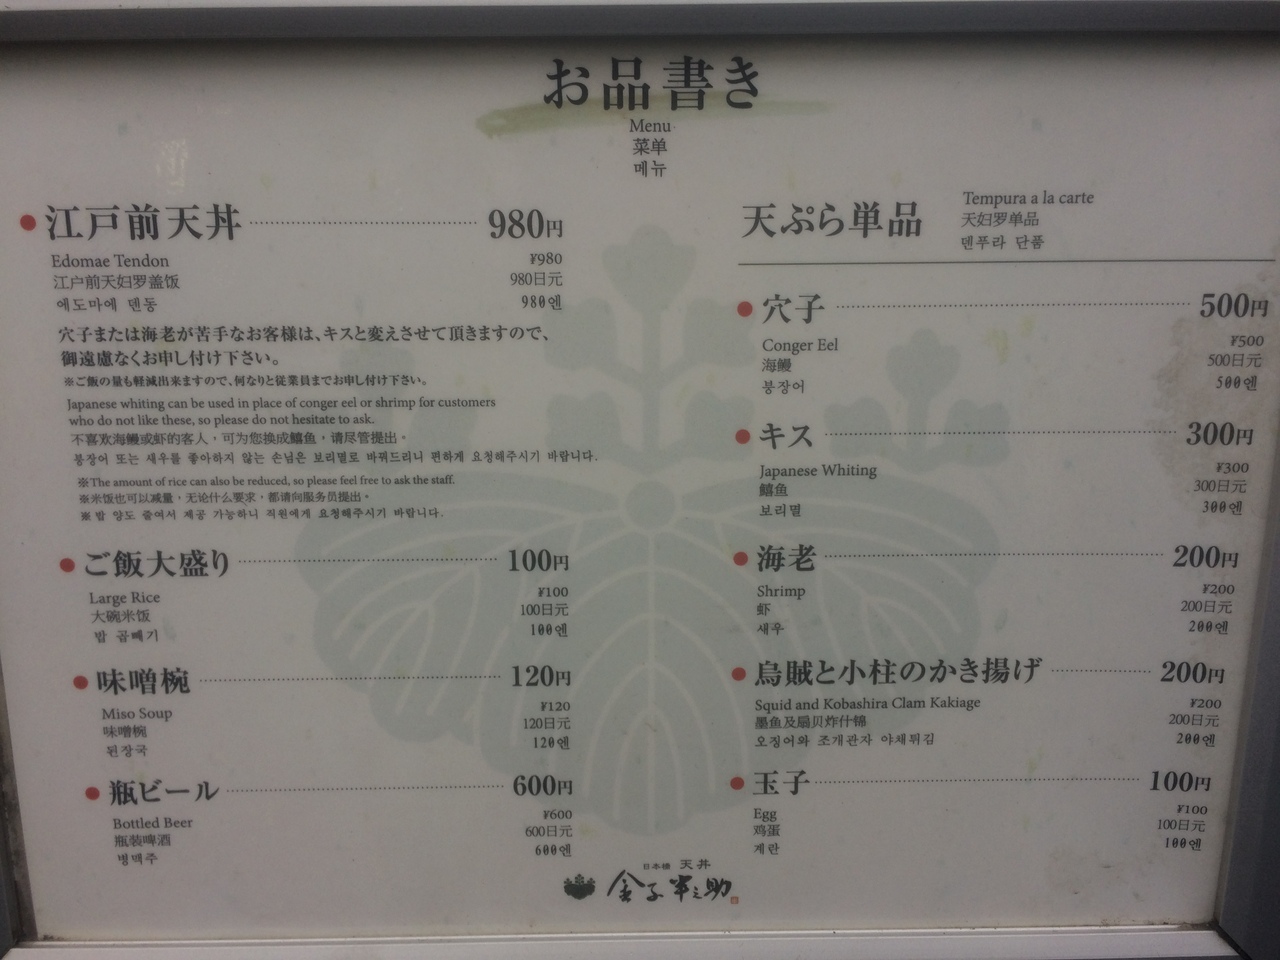 お品書き
Menu
菜单
메뉴
江戸前天丼 980円
Edomae Tendon ¥980
江户前天妇罗盖饭 980日元
에도마에 덴동 980엔
穴子または海老が苦手なお客様は、キスと変えさせて頂きますので、
御遠慮なくお申し付け下さい。
※ご飯の量も軽減出来ますので、何なりと従業員までお申し付け下さい。
Japanese whiting can be used in place of conger eel or shrimp for customers
who do not like these, so please do not hesitate to ask.
不喜欢海鳗或虾的客人，可为您换成鱚鱼，请尽管提出。
붕장어 또는 새우를 좋아하지 않는 손님은 보리멸로 바꿔드리니 편하게 요청해주시기 바랍니다.
※The amount of rice can also be reduced, so please feel free to ask the staff.
※米饭也可以减量，无论什么要求，都请向服务员提出。
※밥 양도 줄여서 제공 가능하니 직원에게 요청해주시기 바랍니다.
ご飯大盛り 100円
Large Rice ¥100
大碗米饭 100日元
밥 곱빼기 100엔
味噌椀 120円
Miso Soup ¥120
味噌椀 120日元
된장국 120엔
瓶ビール 600円
Bottled Beer ¥600
瓶装啤酒 600日元
병맥주 600엔
天ぷら単品
Tempura a la carte
天妇罗单品
덴푸라 단품
穴子 500円
Conger Eel ¥500
海鳗 500日元
붕장어 500엔
キス 300円
Japanese Whiting ¥300
鱚鱼 300日元
보리멸 300엔
海老 200円
Shrimp ¥200
虾 200日元
새우 200엔
烏賊と小柱のかき揚げ 200円
Squid and Kobashira Clam Kakiage ¥200
墨鱼及扇贝炸什锦 200日元
오징어와 조개관자 야채튀김 200엔
玉子 100円
Egg ¥100
鸡蛋 100日元
계란 100엔
日本橋 天丼
金子半之助